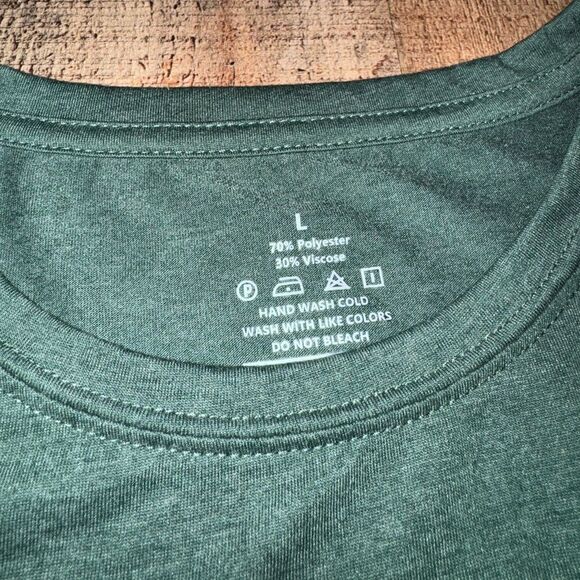 L
70% Polyester
30% Viscose
P
HAND WASH COLD
WASH WITH LIKE COLORS
DO NOT BLEACH